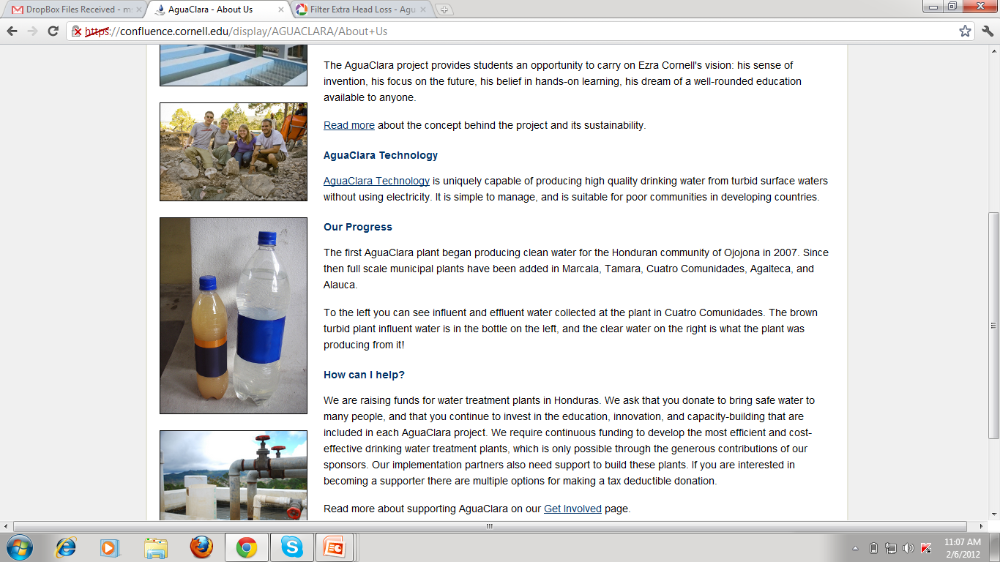 DropBox Files Received - ms
AguaClara - About Us
Filter Extra Head Loss - Agu
https://confluence.cornell.edu/display/AGUACLARA/About+Us
The AguaClara project provides students an opportunity to carry on Ezra Cornell's vision: his sense of
invention, his focus on the future, his belief in hands-on learning, his dream of a well-rounded education
available to anyone.
Read more about the concept behind the project and its sustainability.
AguaClara Technology
AguaClara Technology is uniquely capable of producing high quality drinking water from turbid surface waters
without using electricity. It is simple to manage, and is suitable for poor communities in developing countries.
Our Progress
The first AguaClara plant began producing clean water for the Honduran community of Ojojona in 2007. Since
then full scale municipal plants have been added in Marcala, Tamara, Cuatro Comunidades, Agalteca, and
Alauca.
To the left you can see influent and effluent water collected at the plant in Cuatro Comunidades. The brown
turbid plant influent water is in the bottle on the left, and the clear water on the right is what the plant was
producing from it!
How can I help?
We are raising funds for water treatment plants in Honduras. We ask that you donate to bring safe water to
many people, and that you continue to invest in the education, innovation, and capacity-building that are
included in each AguaClara project. We require continuous funding to develop the most efficient and cost-
effective drinking water treatment plants, which is only possible through the generous contributions of our
sponsors. Our implementation partners also need support to build these plants. If you are interested in
becoming a supporter there are multiple options for making a tax deductible donation.
Read more about supporting AguaClara on our Get Involved page.
11:07 AM
2/6/2012